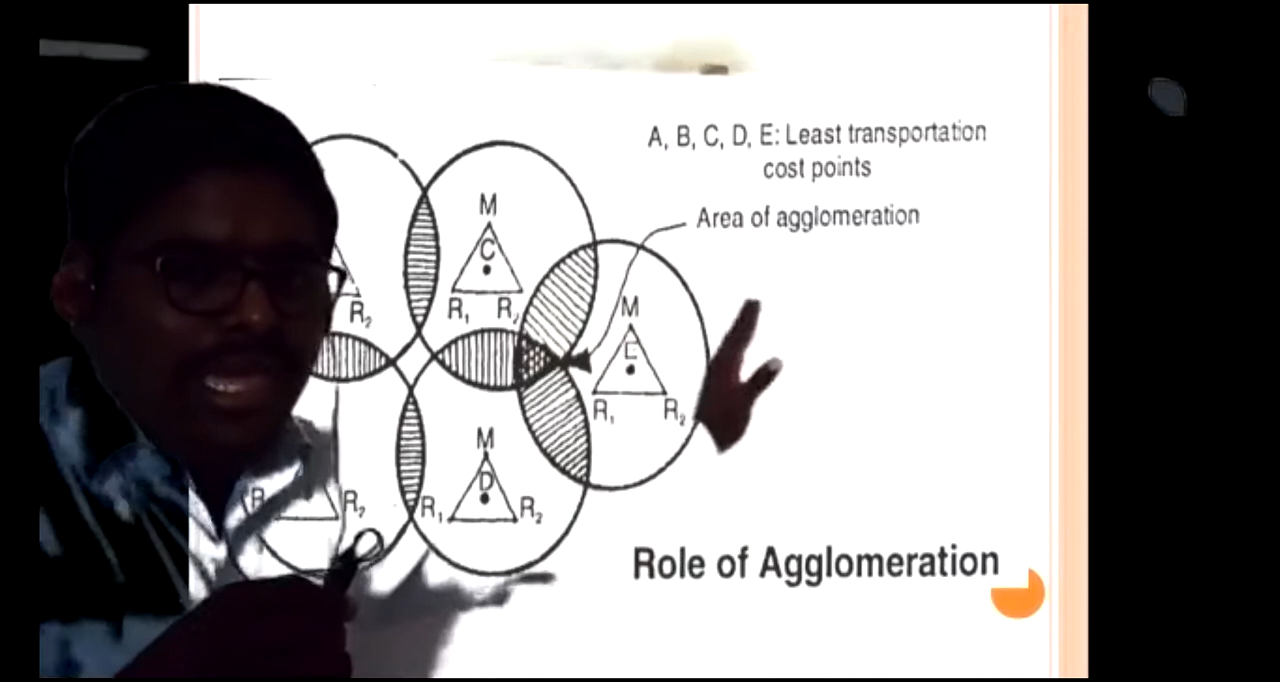 A, B, C, D, E: Least transportation
cost points
Area of agglomeration
M
C
R₁ R₂
R₂
M
E
R₁ R₂
M
D
R₁ R₂
R R₂
Role of Agglomeration